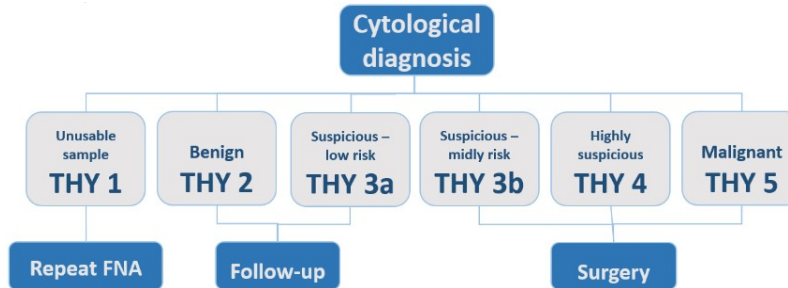 Cytological
diagnosis
Unusable
sample
THY 1
Benign
THY 2
Suspicious –
low risk
THY 3a
Suspicious –
midly risk
THY 3b
Highly
suspicious
THY 4
Malignant
THY 5
Repeat FNA
Follow-up
Surgery